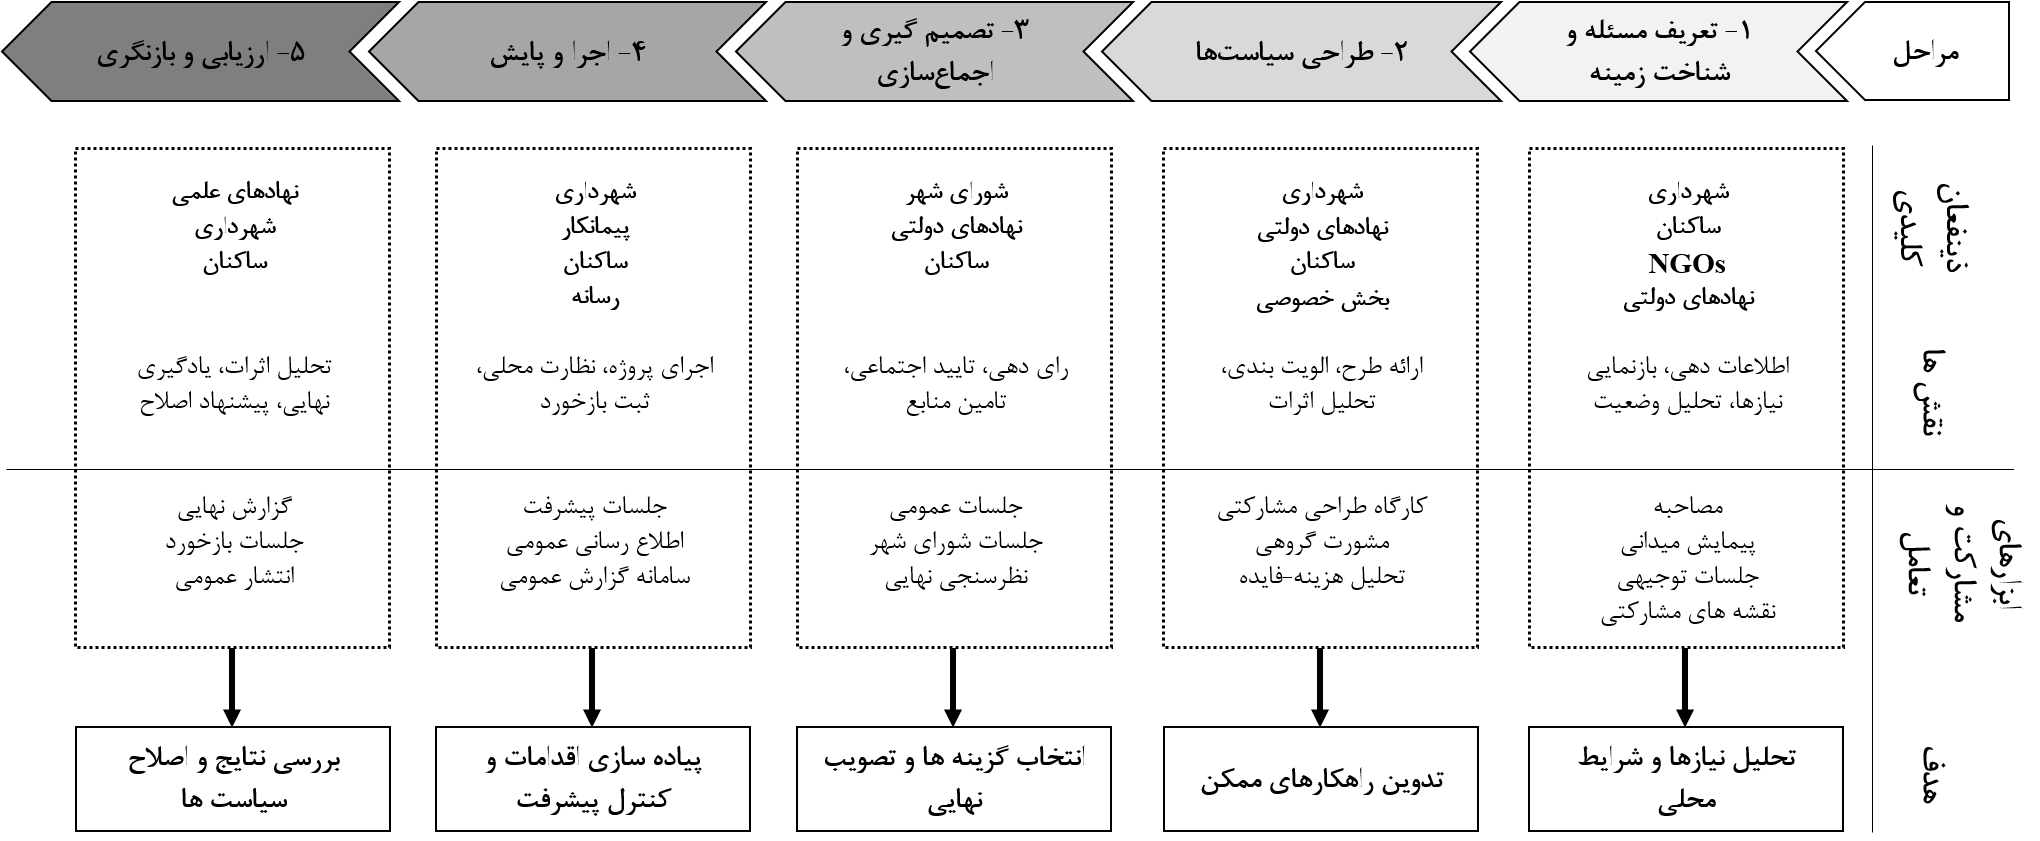 مراحل
۱- تعریف مسئله و
شناخت زمینه
۲- طراحی سیاست‌ها
۳- تصمیم گیری و
اجماع‌سازی
۴- اجرا و پایش
۵- ارزیابی و بازنگری
ذینفعان
کلیدی
شهرداری
ساکنان
NGOs
نهادهای دولتی
شهرداری
نهادهای دولتی
ساکنان
بخش خصوصی
شورای شهر
نهادهای دولتی
ساکنان
شهرداری
پیمانکار
ساکنان
رسانه
نهادهای علمی
شهرداری
ساکنان
نقش ها
اطلاعات دهی، بازنمایی
نیازها، تحلیل وضعیت
ارائه طرح، الویت بندی،
تحلیل اثرات
رای دهی، تایید اجتماعی،
تامین منابع
اجرای پروژه، نظارت محلی،
ثبت بازخورد
تحلیل اثرات، یادگیری
نهایی، پیشنهاد اصلاح
ابزارهای
مشارکت و
تعامل
مصاحبه
پیمایش میدانی
جلسات توجیهی
نقشه های مشارکتی
کارگاه طراحی مشارکتی
مشورت گروهی
تحلیل هزینه-فایده
جلسات عمومی
جلسات شورای شهر
نظرسنجی نهایی
جلسات پیشرفت
اطلاع رسانی عمومی
سامانه گزارش عمومی
گزارش نهایی
جلسات بازخورد
انتشار عمومی
هدف
تحلیل نیازها و شرایط
محلی
تدوین راهکارهای ممکن
انتخاب گزینه ها و تصویب
نهایی
پیاده سازی اقدامات و
کنترل پیشرفت
بررسی نتایج و اصلاح
سیاست ها